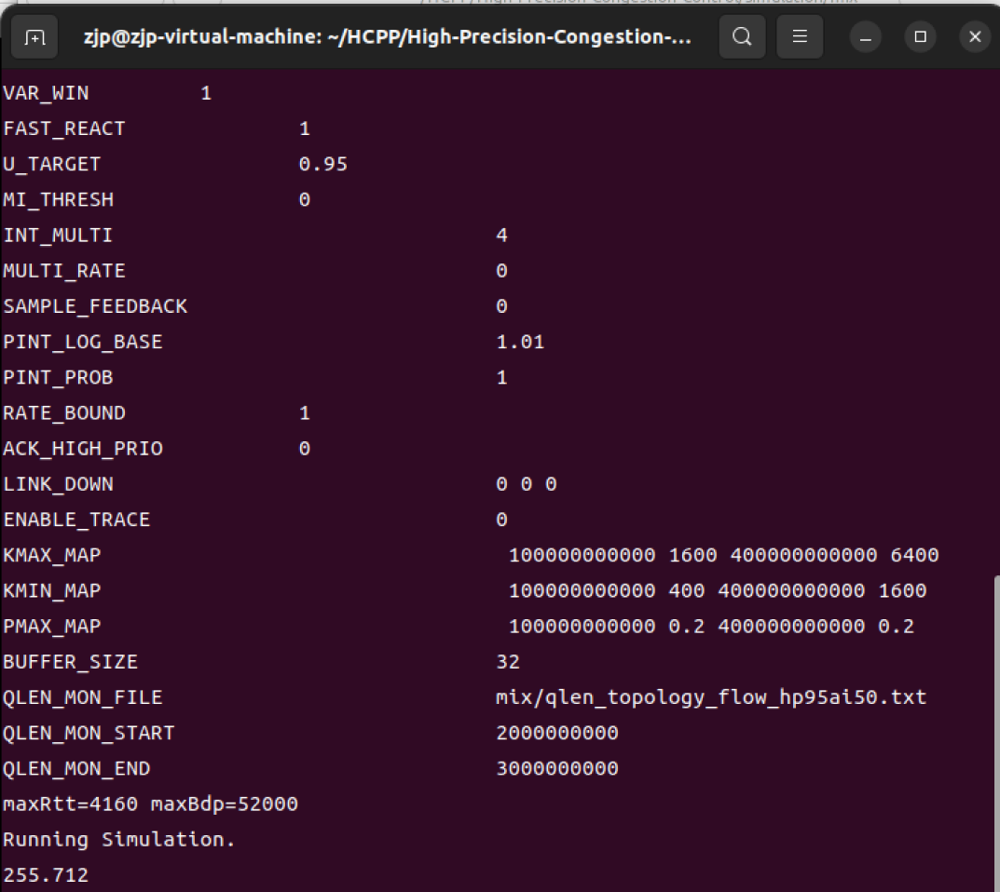 zjp@zjp-virtual-machine: ~/HCPP/High-Precision-Congestion-...
VAR_WIN 1
FAST_REACT 1
U_TARGET 0.95
MI_THRESH 0
INT_MULTI 4
MULTI_RATE 0
SAMPLE_FEEDBACK 0
PINT_LOG_BASE 1.01
PINT_PROB 1
RATE_BOUND 1
ACK_HIGH_PRIO 0
LINK_DOWN 0 0 0
ENABLE_TRACE 0
KMAX_MAP 100000000000 1600 400000000000 6400
KMIN_MAP 100000000000 400 400000000000 1600
PMAX_MAP 100000000000 0.2 400000000000 0.2
BUFFER_SIZE 32
QLEN_MON_FILE mix/qlen_topology_flow_hp95ai50.txt
QLEN_MON_START 2000000000
QLEN_MON_END 3000000000
maxRtt=4160 maxBdp=52000
Running Simulation.
255.712